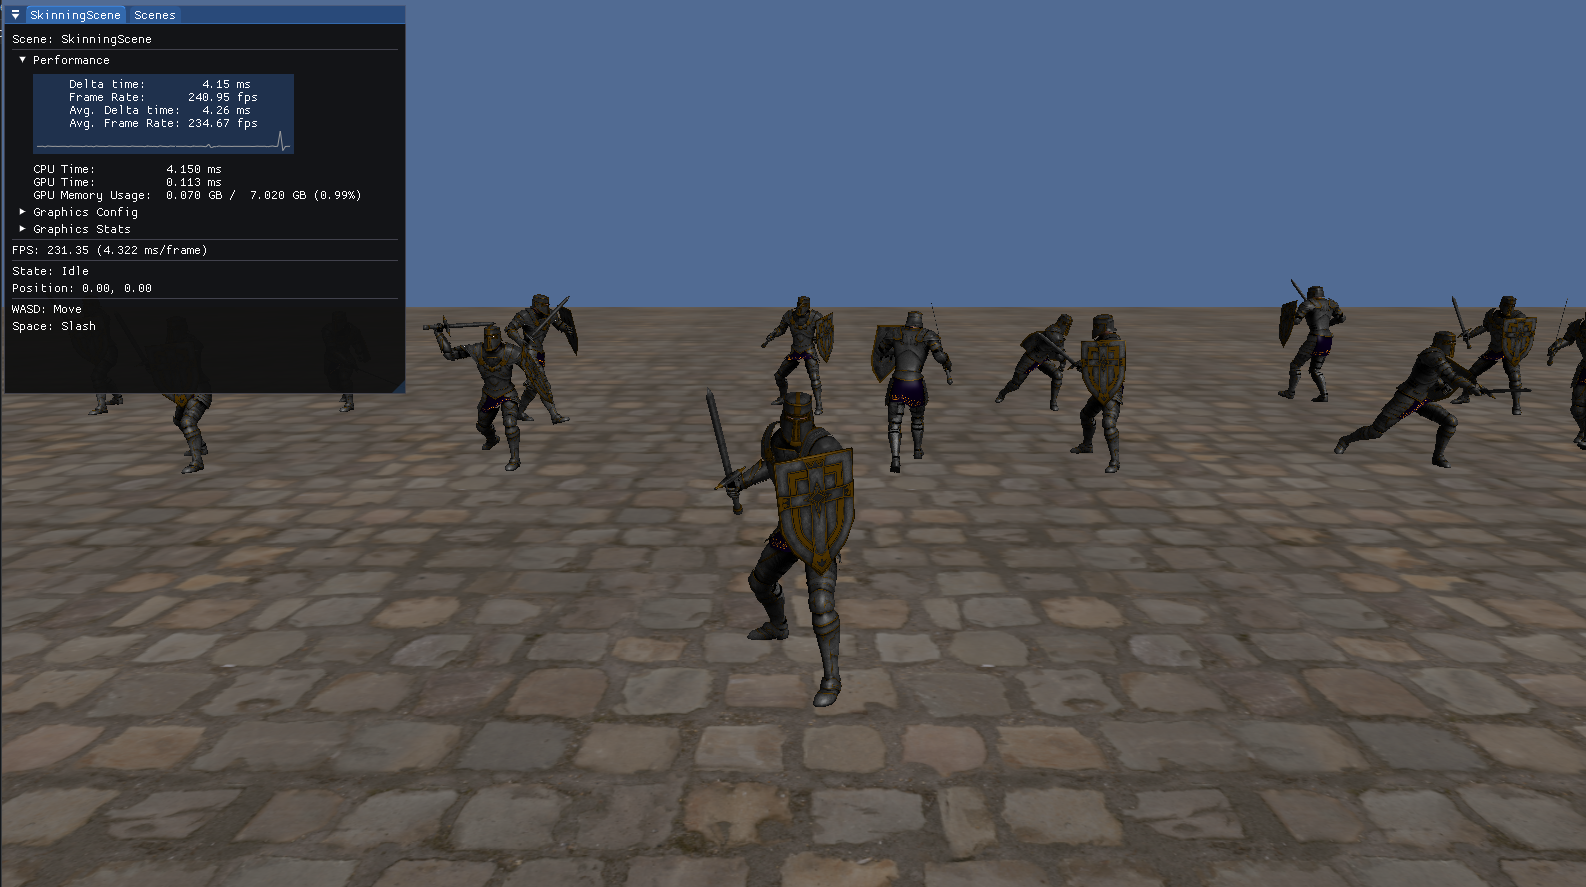 SkinningScene Scenes
Scene: SkinningScene
Performance
Delta time: 4.15 ms
Frame Rate: 240.95 fps
Avg. Delta time: 4.26 ms
Avg. Frame Rate: 234.67 fps
CPU Time: 4.150 ms
GPU Time: 0.113 ms
GPU Memory Usage: 0.070 GB / 7.020 GB (0.99%)
Graphics Config
Graphics Stats
FPS: 231.35 (4.322 ms/frame)
State: Idle
Position: 0.00, 0.00
WASD: Move
Space: Slash